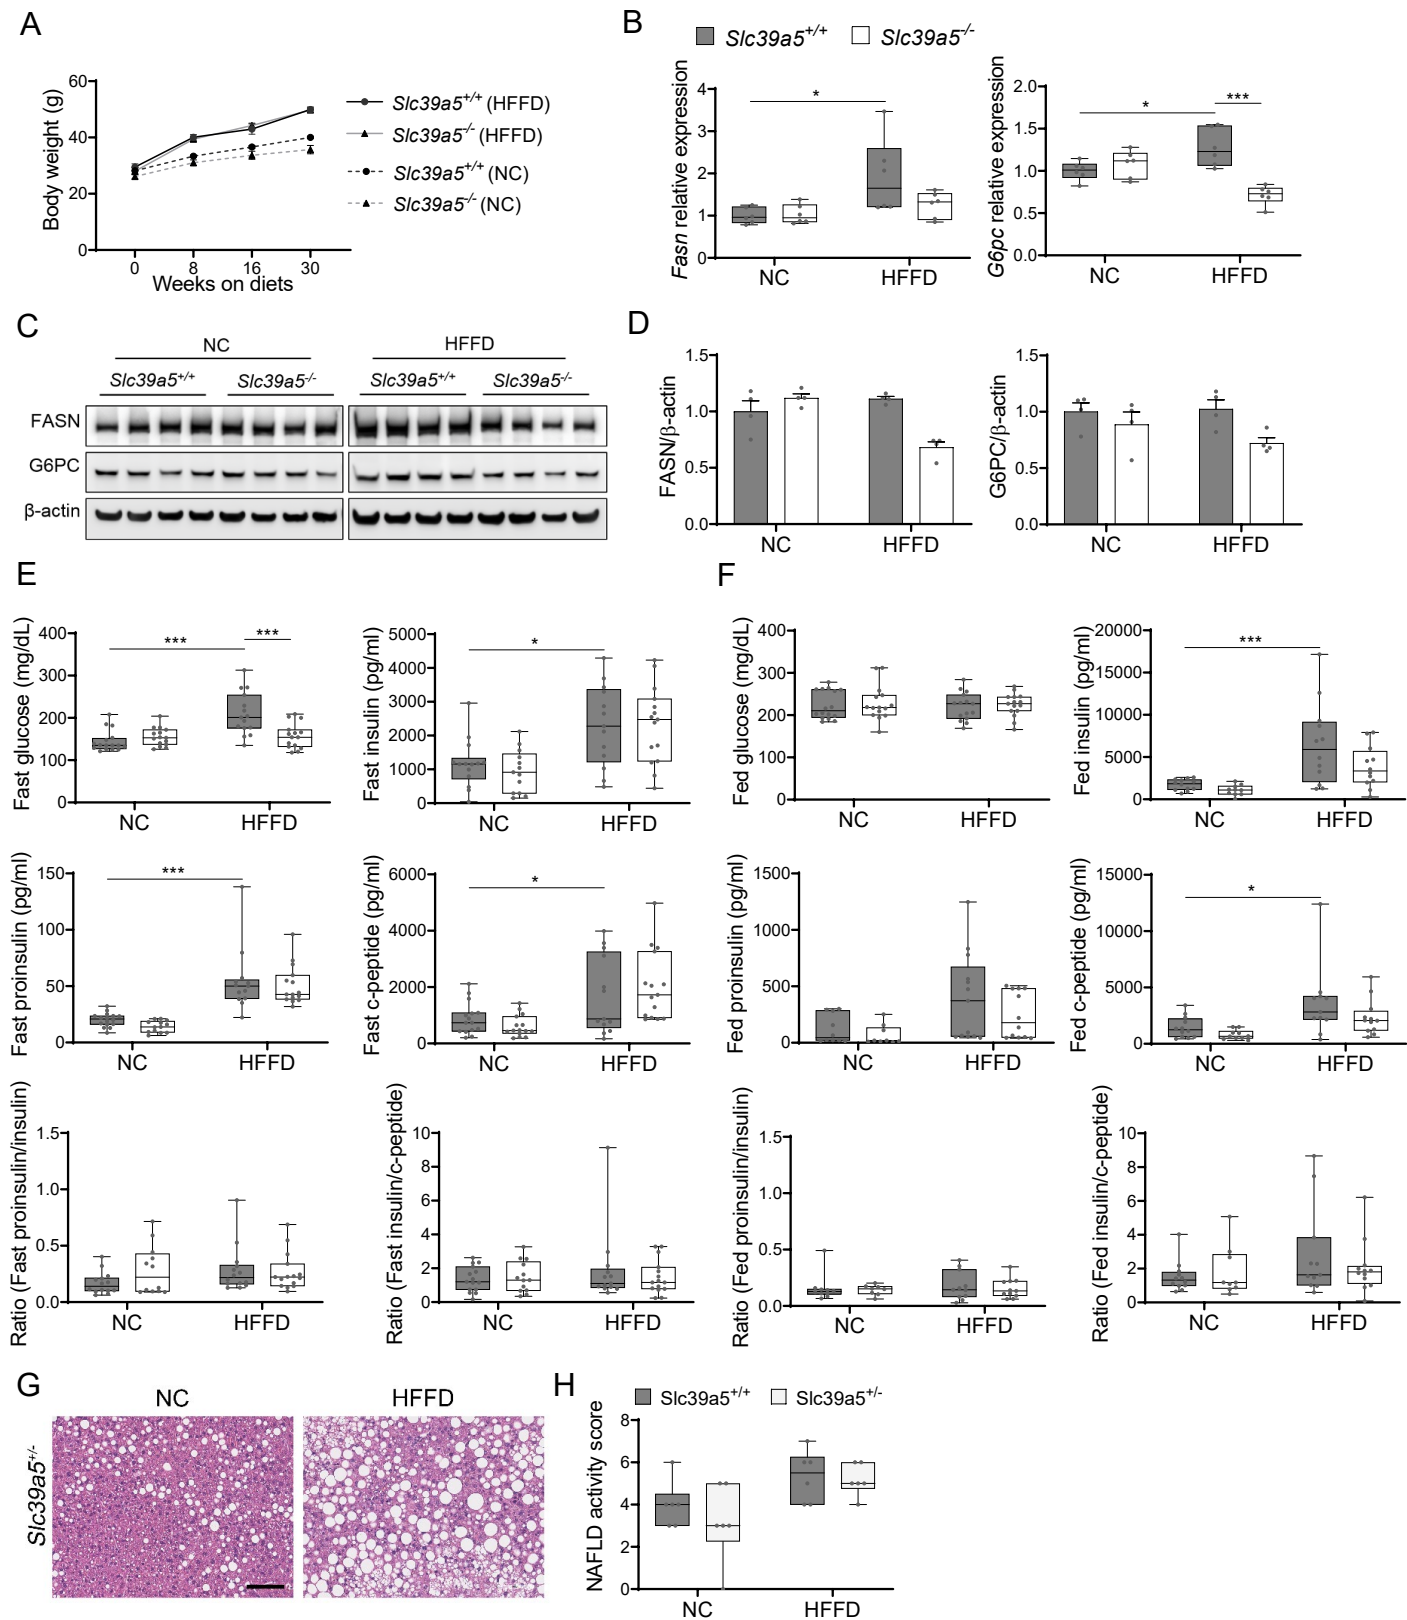 A
Body weight (g)
60
40
20
0
0 8 16 30
Weeks on diets
Slc39a5+/+ (HFFD)
Slc39a5-/- (HFFD)
Slc39a5+/+ (NC)
Slc39a5-/- (NC)
B
Slc39a5+/+ Slc39a5-/-
Fasn relative expression
4
3
2
1
0
*
NC HFFD
G6pc relative expression
2.0
1.5
1.0
0.5
0.0
* ***
NC HFFD
C
NC HFFD
Slc39a5+/+ Slc39a5-/- Slc39a5+/+ Slc39a5-/-
FASN
G6PC
β-actin
D
FASN/β-actin
1.5
1.0
0.5
0.0
NC HFFD
G6PC/β-actin
1.5
1.0
0.5
0.0
NC HFFD
E
Fast glucose (mg/dL)
400
300
200
100
0
*** ***
NC HFFD
Fast insulin (pg/ml)
5000
4000
3000
2000
1000
0
*
NC HFFD
Fast proinsulin (pg/ml)
150
100
50
0
***
NC HFFD
Fast c-peptide (pg/ml)
6000
4000
2000
0
*
NC HFFD
Ratio (Fast proinsulin/insulin)
1.5
1.0
0.5
0.0
NC HFFD
Ratio (Fast insulin/c-peptide)
10
8
6
4
2
0
NC HFFD
F
Fed glucose (mg/dL)
400
300
200
100
0
NC HFFD
Fed insulin (pg/ml)
20000
15000
10000
5000
0
***
NC HFFD
Fed proinsulin (pg/ml)
1500
1000
500
0
NC HFFD
Fed c-peptide (pg/ml)
15000
10000
5000
0
*
NC HFFD
Ratio (Fed proinsulin/insulin)
1.5
1.0
0.5
0.0
NC HFFD
Ratio (Fed insulin/c-peptide)
10
8
6
4
2
0
NC HFFD
G
NC HFFD
Slc39a5+/-
H
Slc39a5+/+ Slc39a5+/-
NAFLD activity score
8
6
4
2
0
NC HFFD